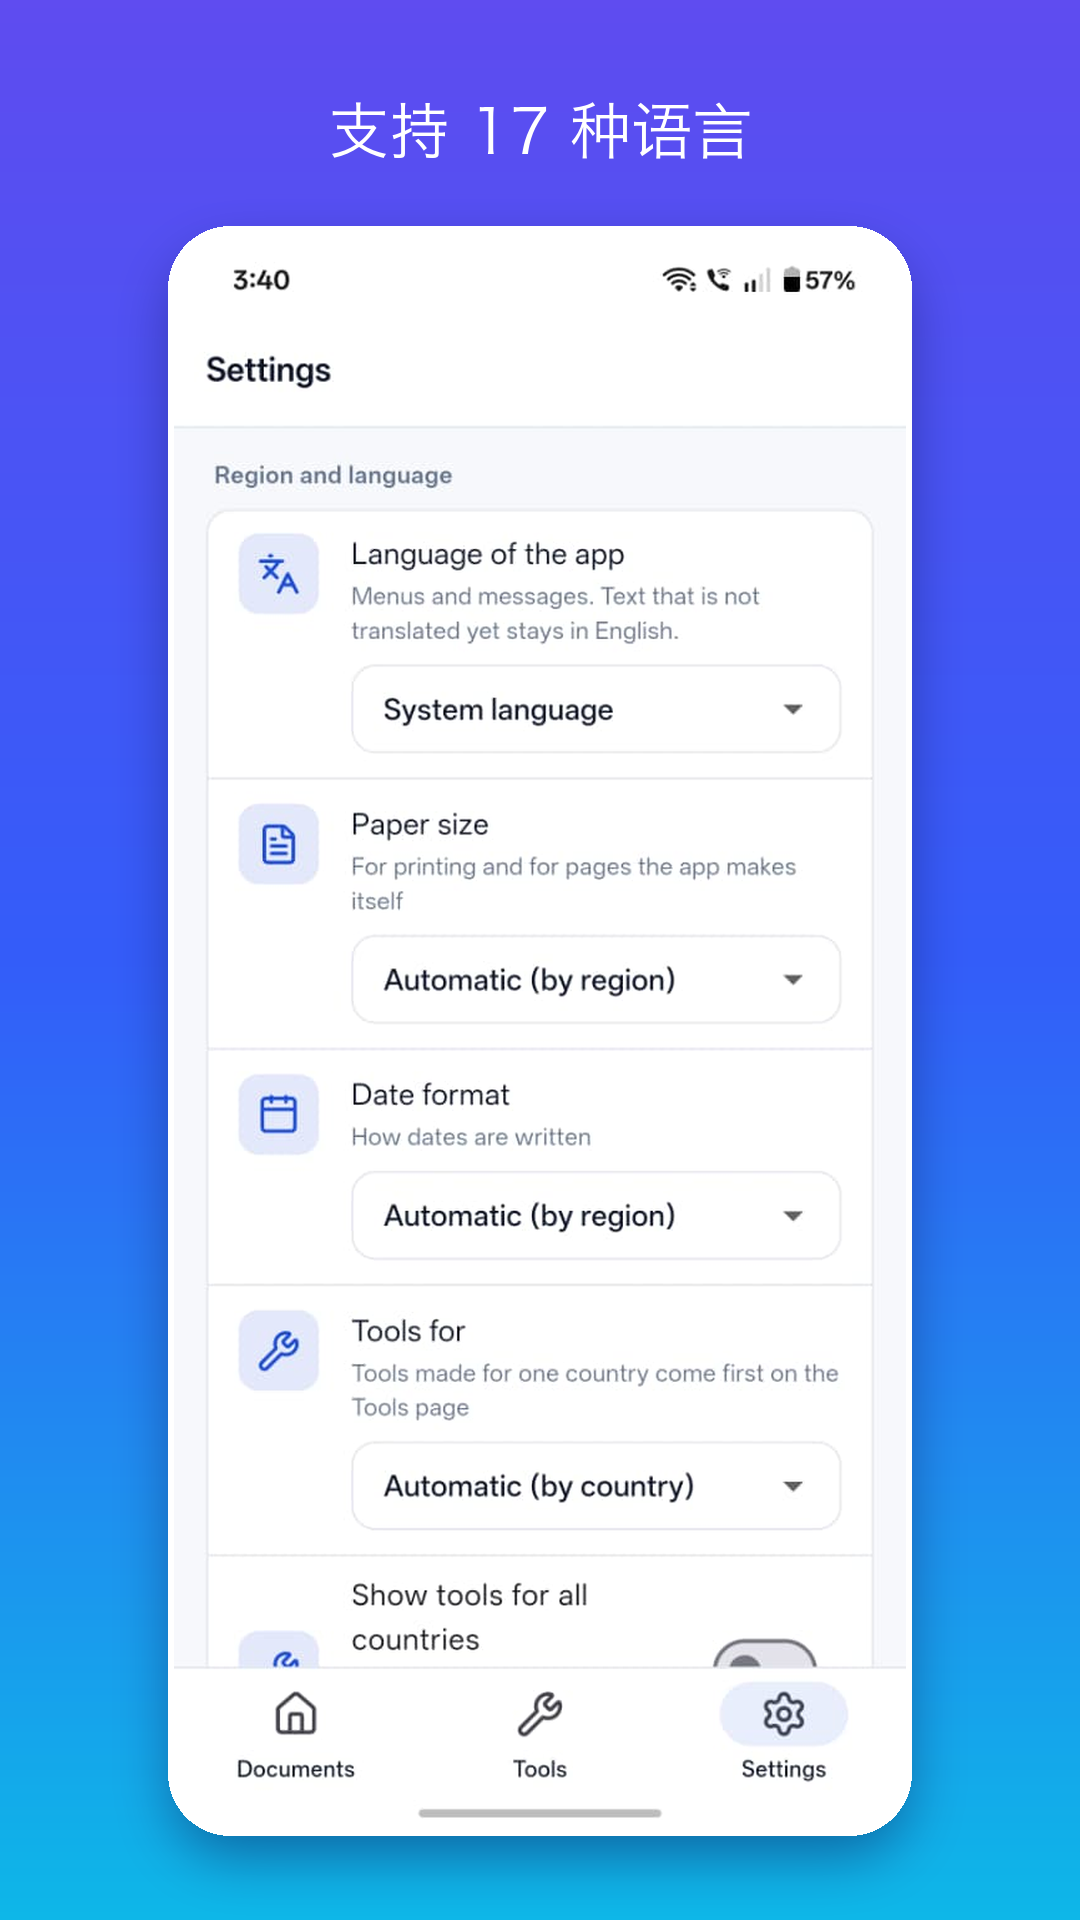 支持 17 种语言
3:40
57%
Settings
Region and language
Language of the app
Menus and messages. Text that is not
translated yet stays in English.
System language
Paper size
For printing and for pages the app makes
itself
Automatic (by region)
Date format
How dates are written
Automatic (by region)
Tools for
Tools made for one country come first on the
Tools page
Automatic (by country)
Show tools for all
countries
Documents
Tools
Settings